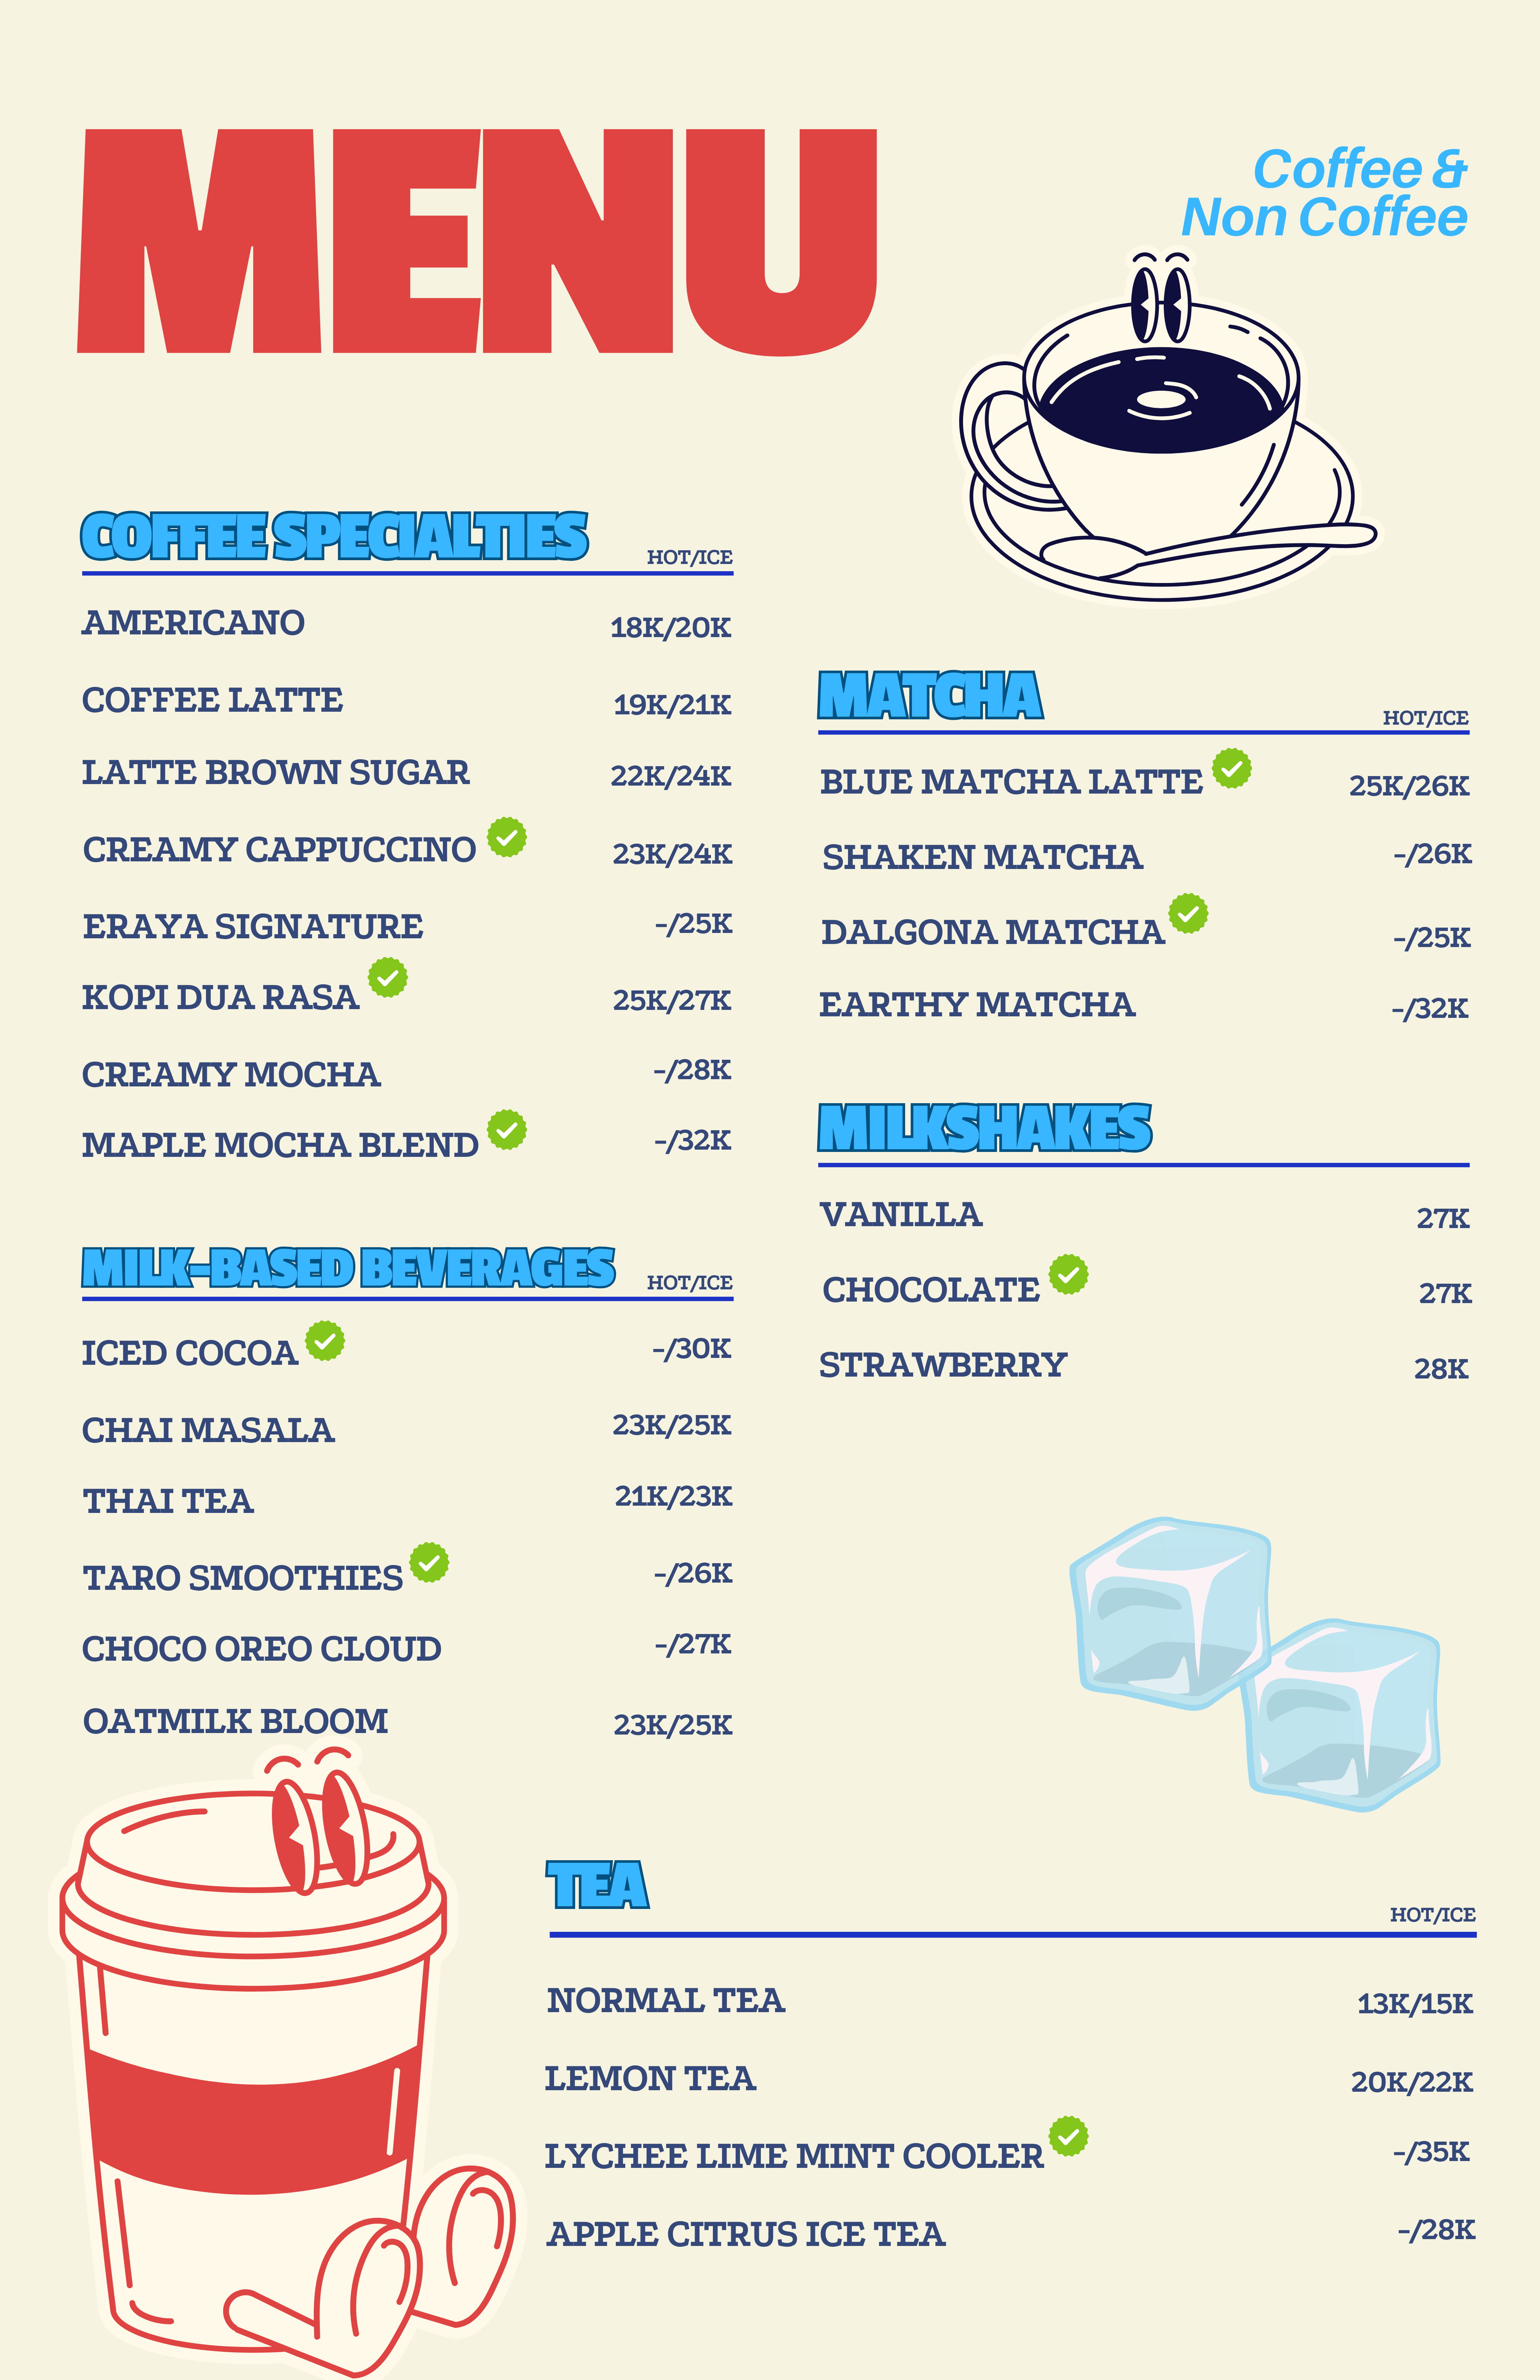 MENU
Coffee &
Non Coffee
COFFEE SPECIALTIES HOT/ICE
AMERICANO 18K/20K
COFFEE LATTE 19K/21K
LATTE BROWN SUGAR 22K/24K
CREAMY CAPPUCCINO 23K/24K
ERAYA SIGNATURE -/25K
KOPI DUA RASA 25K/27K
CREAMY MOCHA -/28K
MAPLE MOCHA BLEND -/32K
MILK-BASED BEVERAGES HOT/ICE
ICED COCOA -/30K
CHAI MASALA 23K/25K
THAI TEA 21K/23K
TARO SMOOTHIES -/26K
CHOCO OREO CLOUD -/27K
OATMILK BLOOM 23K/25K
MATCHA HOT/ICE
BLUE MATCHA LATTE 25K/26K
SHAKEN MATCHA -/26K
DALGONA MATCHA -/25K
EARTHY MATCHA -/32K
MILKSHAKES
VANILLA 27K
CHOCOLATE 27K
STRAWBERRY 28K
TEA HOT/ICE
NORMAL TEA 13K/15K
LEMON TEA 20K/22K
LYCHEE LIME MINT COOLER -/35K
APPLE CITRUS ICE TEA -/28K